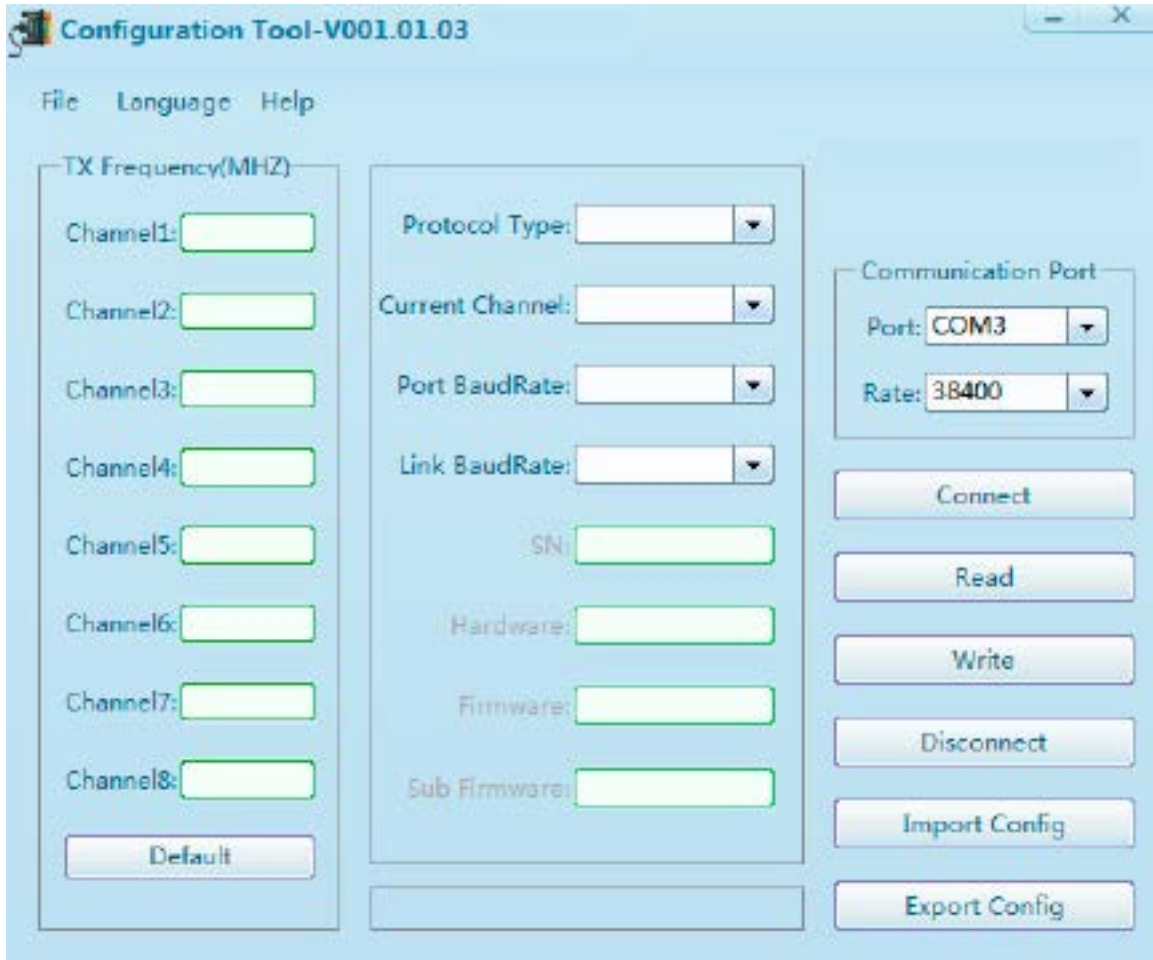 Configuration Tool-V001.01.03
File Language Help
TX Frequency(MHZ)
Channel1:
Channel2:
Channel3:
Channel4:
Channel5:
Channel6:
Channel7:
Channel8:
Default
Protocol Type:
Current Channel:
Port BaudRate:
Link BaudRate:
SN:
Hardware:
Firmware:
Sub Firmware:
Communication Port
Port: COM3
Rate: 38400
Connect
Read
Write
Disconnect
Import Config
Export Config